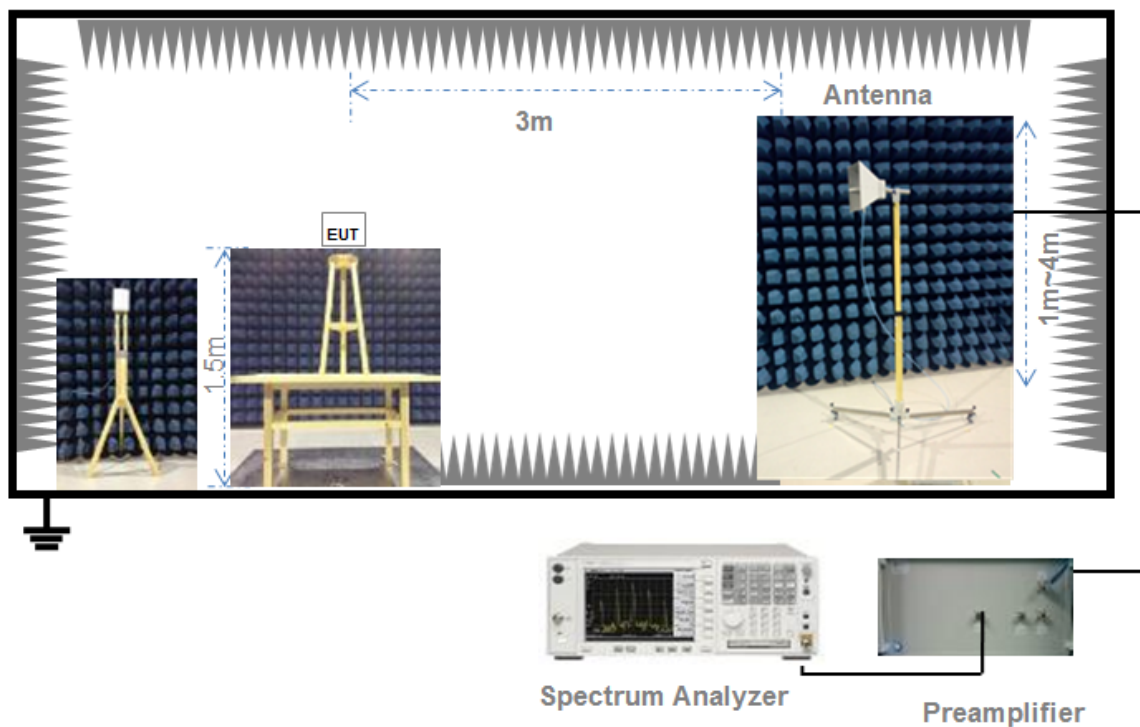 Antenna
3m
EUT
1.5m
1m~4m
Spectrum Analyzer
Preamplifier